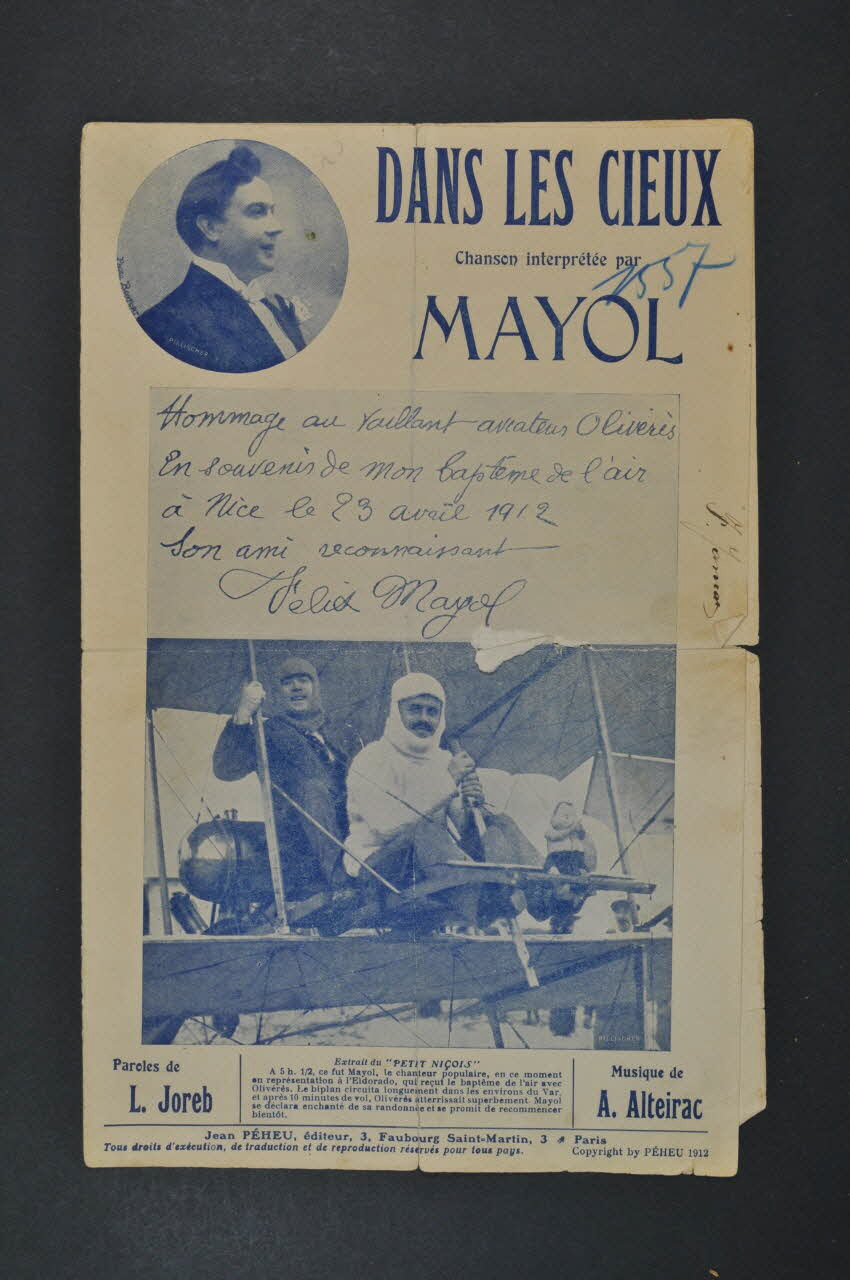 DANS LES CIEUX
Chanson interprétée par
1557
MAYOL
PILLISCHER
Hommage au Vaillant aviateur Olivérès
En souvenir de mon baptême de l'air
à Nice le 23 avril 1912
Son ami reconnaissant
Félix Mayol
PILLISCHER
Paroles de
L. Joreb
Extrait du "PETIT NIÇOIS"
A 5 h. 1/2, ce fut Mayol, le chanteur populaire, en ce moment
en représentation à l'Eldorado, qui reçut le baptême de l'air avec
Olivérès. Le biplan circuita longuement dans les environs du Var,
et après 10 minutes de vol, Olivérès atterrissait superbement. Mayol
se déclara enchanté de sa randonnée et se promit de recommencer
bientôt.
Musique de
A. Alteirac
Jean PÉHEU, éditeur, 3, Faubourg Saint-Martin, 3 Paris
Tous droits d'exécution, de traduction et de reproduction réservés pour tous pays.
Copyright by PÉHEU 1912